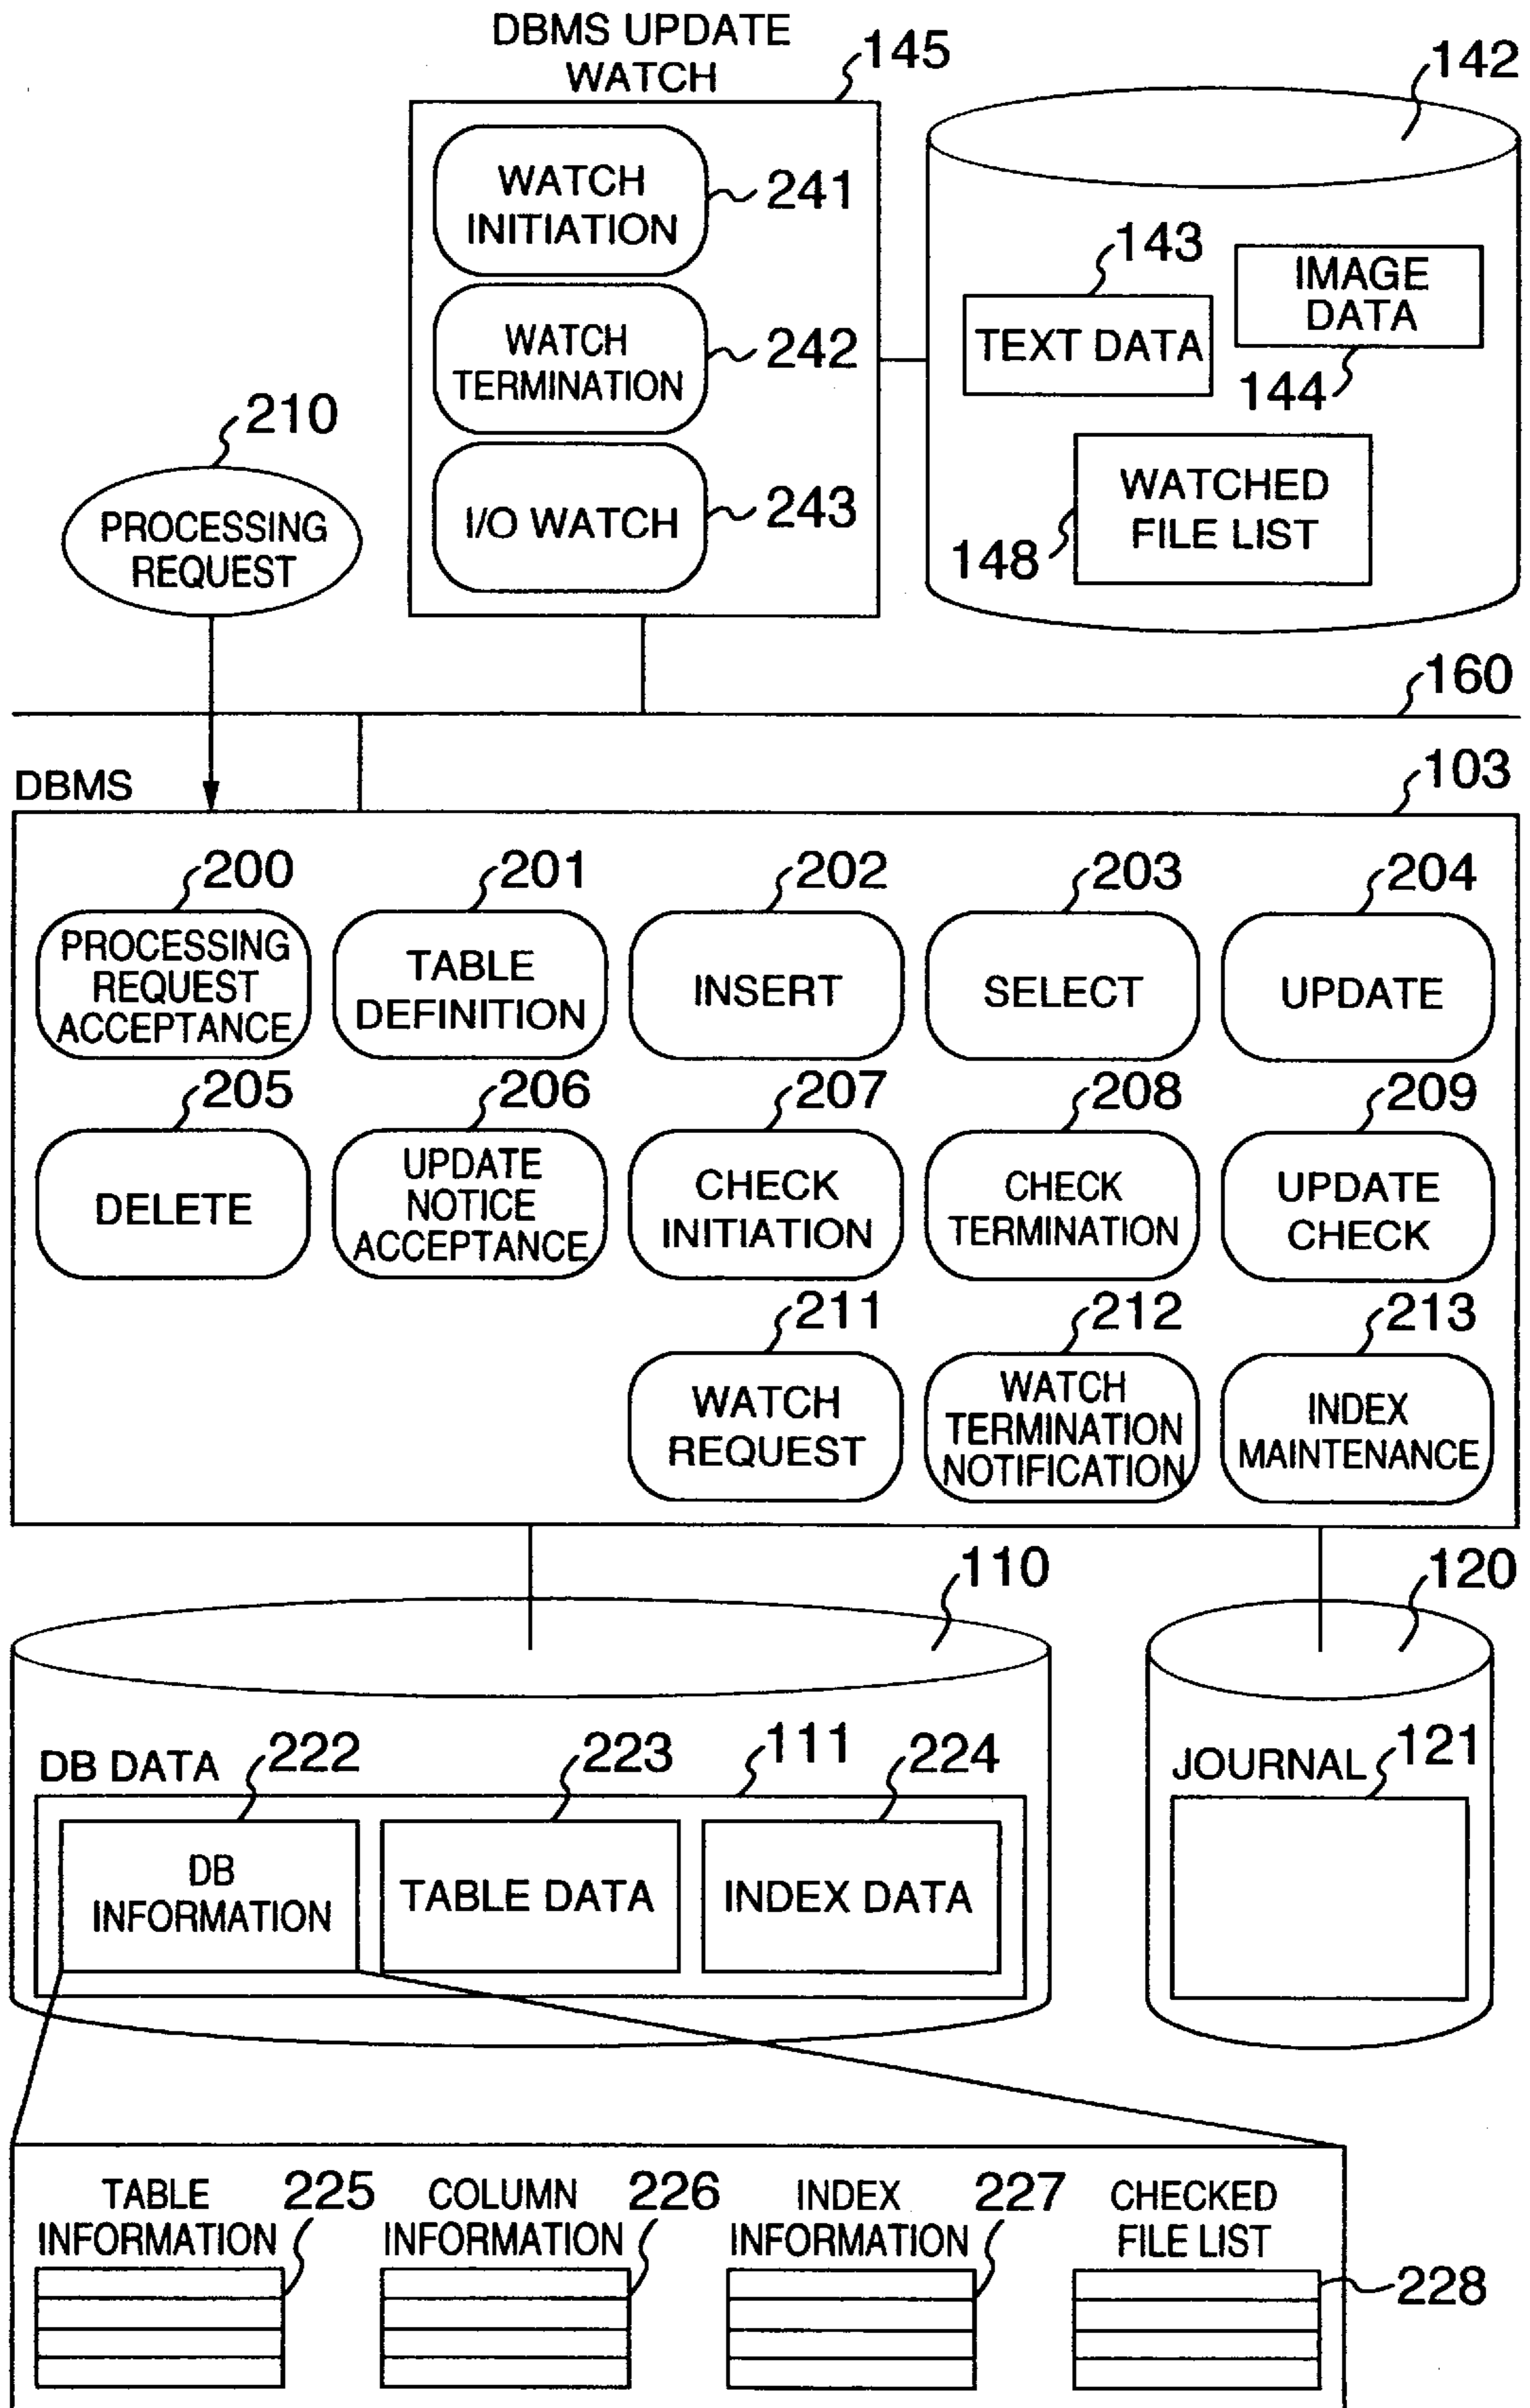 DBMS UPDATE
WATCH
145
142
WATCH
INITIATION
241
143
IMAGE
DATA
TEXT DATA
144
WATCH
TERMINATION
242
210
PROCESSING
REQUEST
I/O WATCH
243
WATCHED
FILE LIST
148
160
DBMS
103
200
201
202
203
204
PROCESSING
REQUEST
ACCEPTANCE
TABLE
DEFINITION
INSERT
SELECT
UPDATE
205
206
207
208
209
DELETE
UPDATE
NOTICE
ACCEPTANCE
CHECK
INITIATION
CHECK
TERMINATION
UPDATE
CHECK
211
212
213
WATCH
REQUEST
WATCH
TERMINATION
NOTIFICATION
INDEX
MAINTENANCE
110
120
DB DATA
222
223
111
224
JOURNAL
121
DB
INFORMATION
TABLE DATA
INDEX DATA
TABLE
INFORMATION
225
COLUMN
INFORMATION
226
INDEX
INFORMATION
227
CHECKED
FILE LIST
228